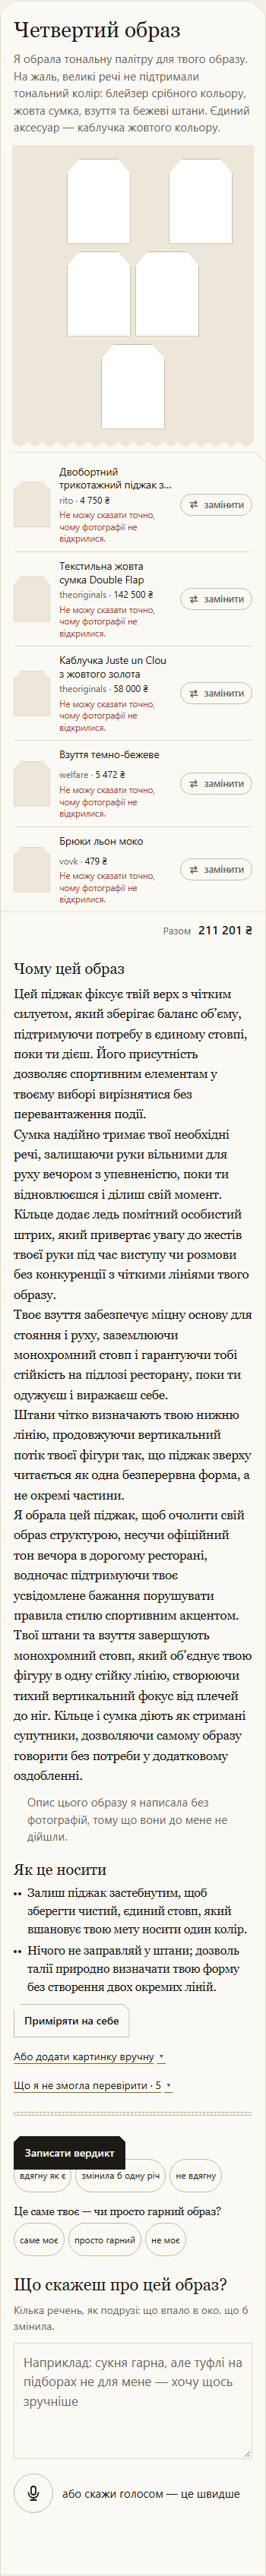 Четвертий образ
Я обрала тональну палітру для твого образу.
На жаль, великі речі не підтримали
тональний колір: блейзер срібного кольору,
жовта сумка, взуття та бежеві штани. Єдиний
аксесуар — каблучка жовтого кольору.
Двобортний
трикотажний піджак з...
rito · 4 750 ₴
Не можу сказати точно,
чому фотографії не
відкрилися.
⇄ замінити
Текстильна жовта
сумка Double Flap
theoriginals · 142 500 ₴
Не можу сказати точно,
чому фотографії не
відкрилися.
⇄ замінити
Каблучка Juste un Clou
з жовтого золота
theoriginals · 58 000 ₴
Не можу сказати точно,
чому фотографії не
відкрилися.
⇄ замінити
Взуття темно-бежеве
welfare · 5 472 ₴
Не можу сказати точно,
чому фотографії не
відкрилися.
⇄ замінити
Брюки льон моко
vovk · 479 ₴
Не можу сказати точно,
чому фотографії не
відкрилися.
⇄ замінити
Разом 211 201 ₴
Чому цей образ
Цей піджак фіксує твій верх з чітким
силуетом, який зберігає баланс об’єму,
підтримуючи потребу в єдиному стовпі,
поки ти дієш. Його присутність
дозволяє спортивним елементам у
твоєму виборі вирізнятися без
перевантаження події.
Сумка надійно тримає твої необхідні
речі, залишаючи руки вільними для
руху вечором з упевненістю, поки ти
відновлюєшся і ділиш свій момент.
Кільце додає ледь помітний особистий
штрих, який привертає увагу до жестів
твоєї руки під час виступу чи розмови
без конкуренції з чіткими лініями твого
образу.
Твоє взуття забезпечує міцну основу для
стояння і руху, заземлюючи
монохромний стовп і гарантуючи тобі
стійкість на підлозі ресторану, поки ти
одужуєш і виражаєш себе.
Штани чітко визначають твою нижню
лінію, продовжуючи вертикальний
потік твоєї фігури так, що піджак зверху
читається як одна безперервна форма, а
не окремі частини.
Я обрала цей піджак, щоб очолити свій
образ структурою, несучи офіційний
тон вечора в дорогому ресторані,
водночас підтримуючи твоє
усвідомлене бажання порушувати
правила стилю спортивним акцентом.
Твої штани та взуття завершують
монохромний стовп, який об’єднує твою
фігуру в одну стійку лінію, створюючи
тихий вертикальний фокус від плечей
до ніг. Кільце і сумка діють як стримані
супутники, дозволяючи самому образу
говорити без потреби у додатковому
оздобленні.
Опис цього образу я написала без
фотографій, тому що вони до мене не
дійшли.
Як це носити
Залиш піджак застебнутим, щоб
зберегти чистий, єдиний стовп, який
вшановує твою мету носити один колір.
Нічого не заправляй у штани; дозволь
талії природно визначати твою форму
без створення двох окремих ліній.
Приміряти на себе
Або додати картинку вручну
Що я не змогла перевірити · 5
Записати вердикт
вдягну як є
змінила б одну річ
не вдягну
Це саме твоє — чи просто гарний образ?
саме моє
просто гарний
не моє
Що скажеш про цей образ?
Кілька речень, як подрузі: що впало в око, що б
змінила.
Наприклад: сукня гарна, але туфлі на
підборах не для мене — хочу щось
зручніше
або скажи голосом — це швидше